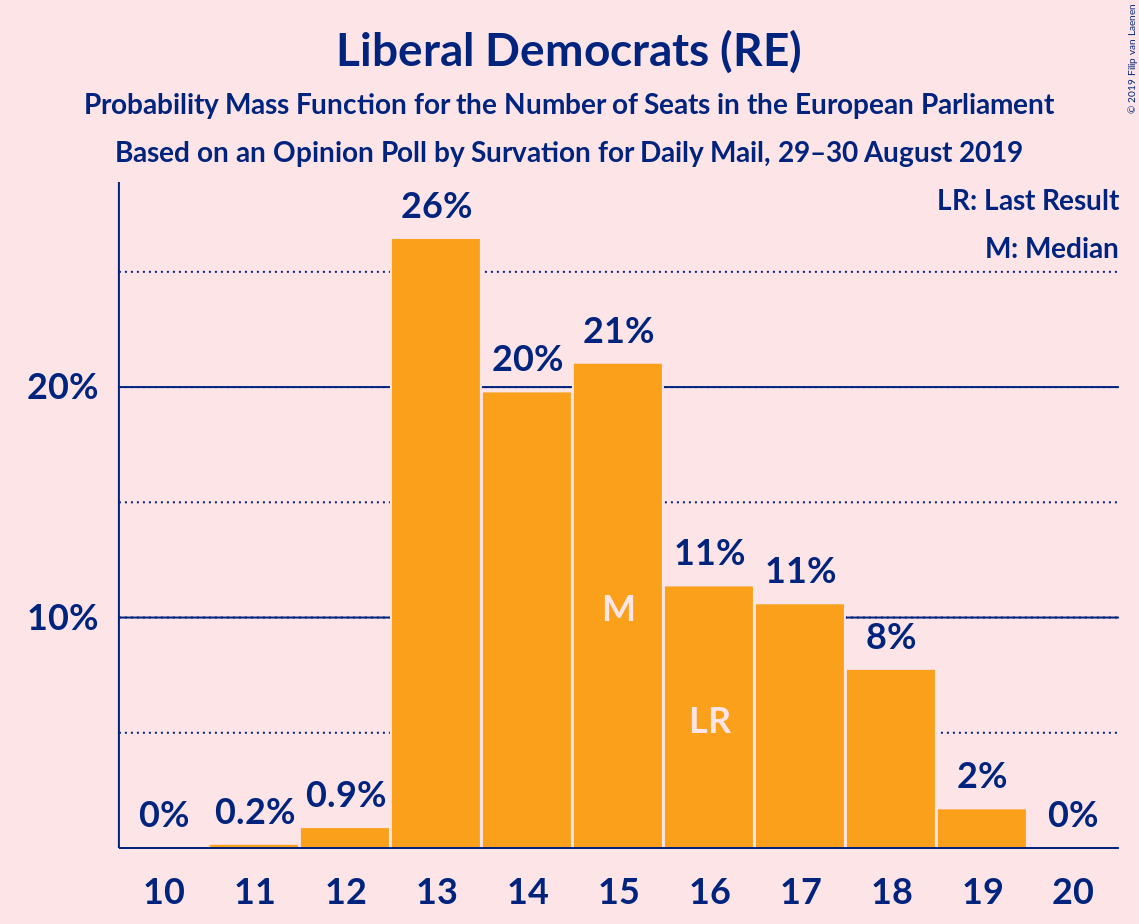 Liberal Democrats (RE)
Probability Mass Function for the Number of Seats in the European Parliament
Based on an Opinion Poll by Survation for Daily Mail, 29–30 August 2019
© 2019 Filip van Laenen
LR: Last Result
M: Median
26%
21%
20%
20%
11%
11%
M
10%
8%
LR
2%
0.9%
0.2%
0%
0%
10 11 12 13 14 15 16 17 18 19 20